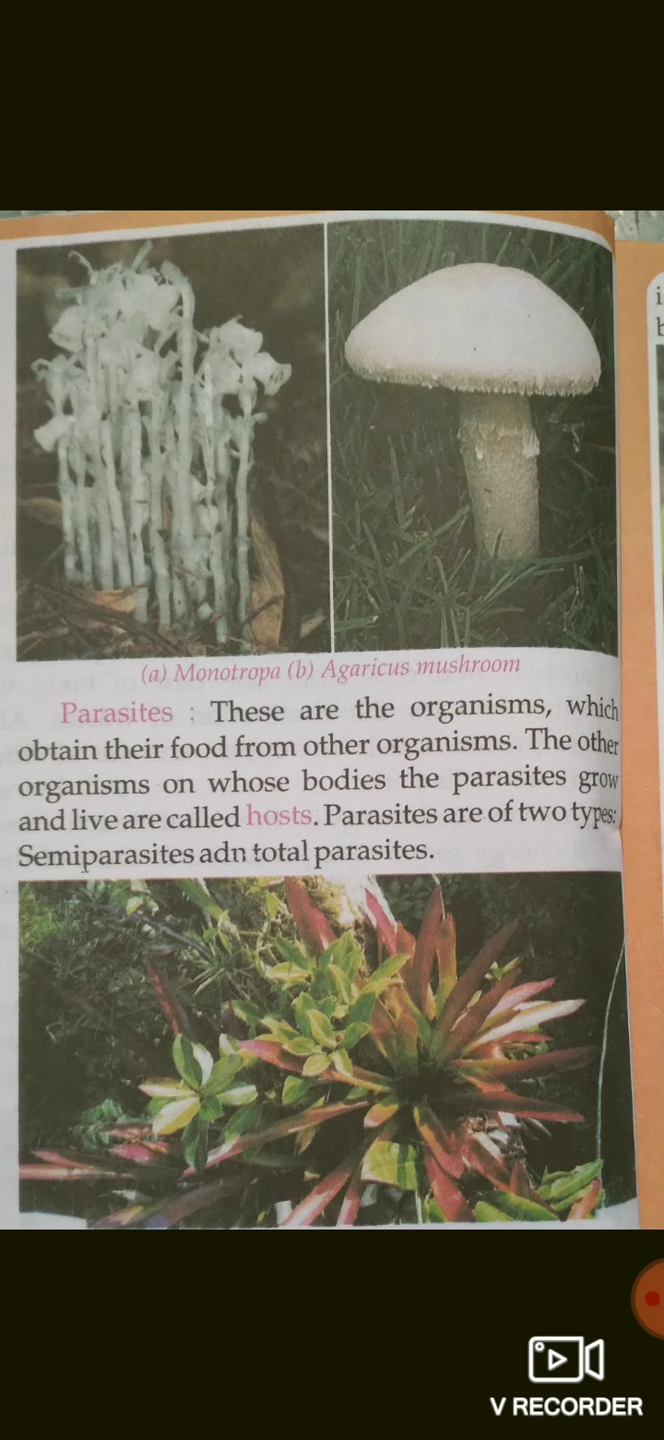 (a) Monotropa (b) Agaricus mushroom
Parasites : These are the organisms, which
obtain their food from other organisms. The other
organisms on whose bodies the parasites grow
and live are called hosts. Parasites are of two types:
Semiparasites adn total parasites.
i
b
V RECORDER